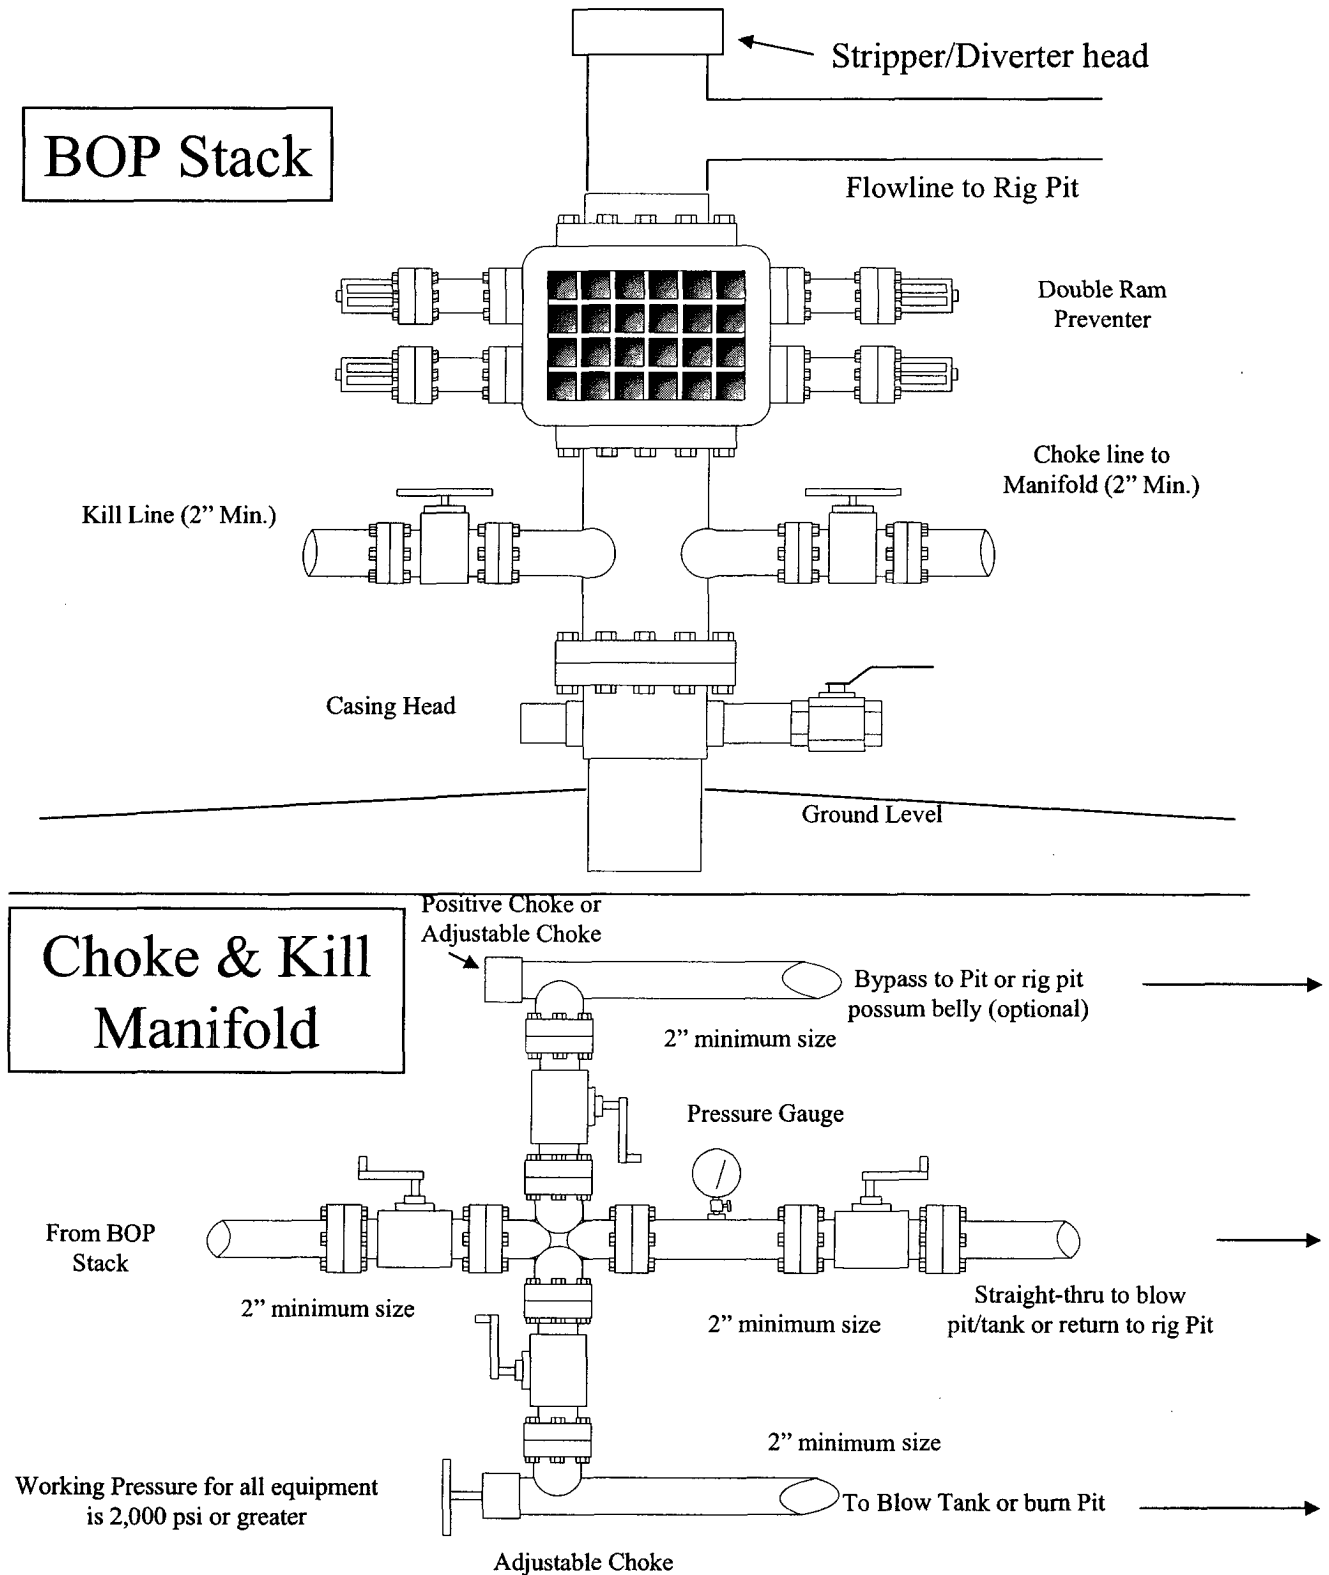 Stripper/Diverter head
BOP Stack
Flowline to Rig Pit
Double Ram
Preventer
Choke line to
Manifold (2” Min.)
Kill Line (2” Min.)
Casing Head
Ground Level
Positive Choke or
Adjustable Choke
Choke & Kill
Manifold
Bypass to Pit or rig pit
possum belly (optional)
2” minimum size
Pressure Gauge
From BOP
Stack
2” minimum size
2” minimum size
Straight-thru to blow
pit/tank or return to rig Pit
2” minimum size
Working Pressure for all equipment
is 2,000 psi or greater
To Blow Tank or burn Pit
Adjustable Choke